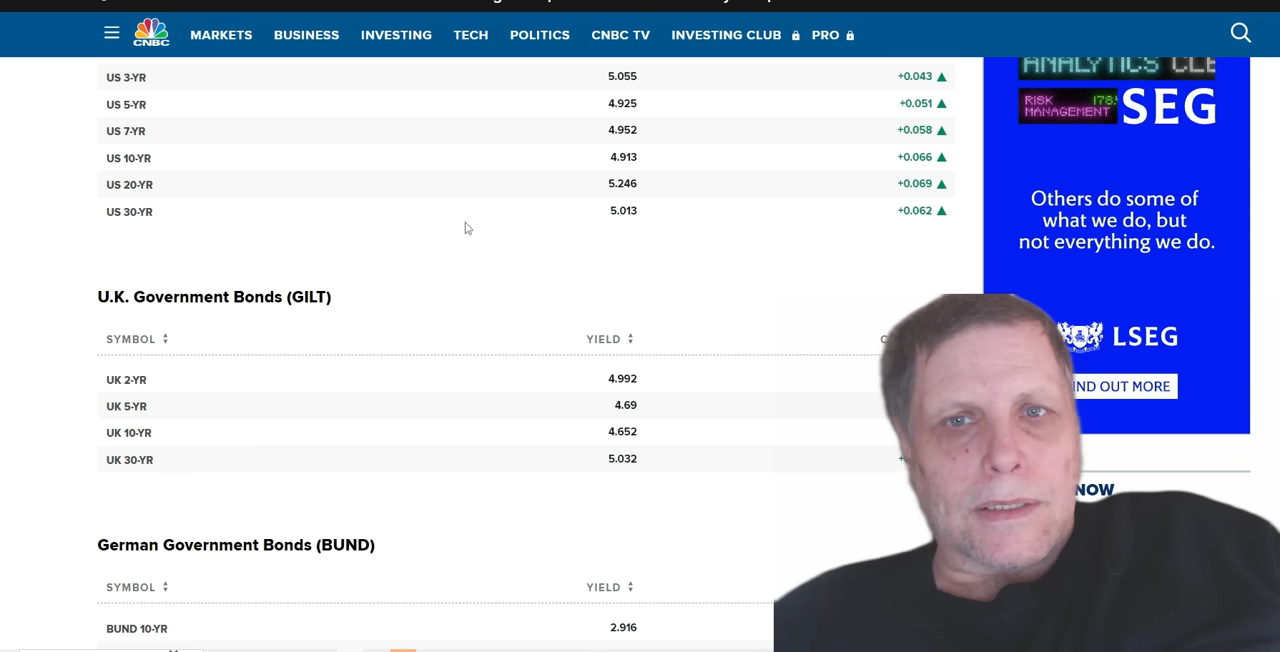 CNBC
MARKETS BUSINESS INVESTING TECH POLITICS CNBC TV INVESTING CLUB PRO
US 3-YR 5.055 +0.043
US 5-YR 4.925 +0.051
US 7-YR 4.952 +0.058
US 10-YR 4.913 +0.066
US 20-YR 5.246 +0.069
US 30-YR 5.013 +0.062
ANALYTICS CLE
RISK 178.
MANAGEMENT
SEG
Others do some of
what we do, but
not everything we do.
LSEG
IND OUT MORE
NOW
U.K. Government Bonds (GILT)
SYMBOL YIELD C
UK 2-YR 4.992
UK 5-YR 4.69
UK 10-YR 4.652
UK 30-YR 5.032 +
German Government Bonds (BUND)
SYMBOL YIELD
BUND 10-YR 2.916